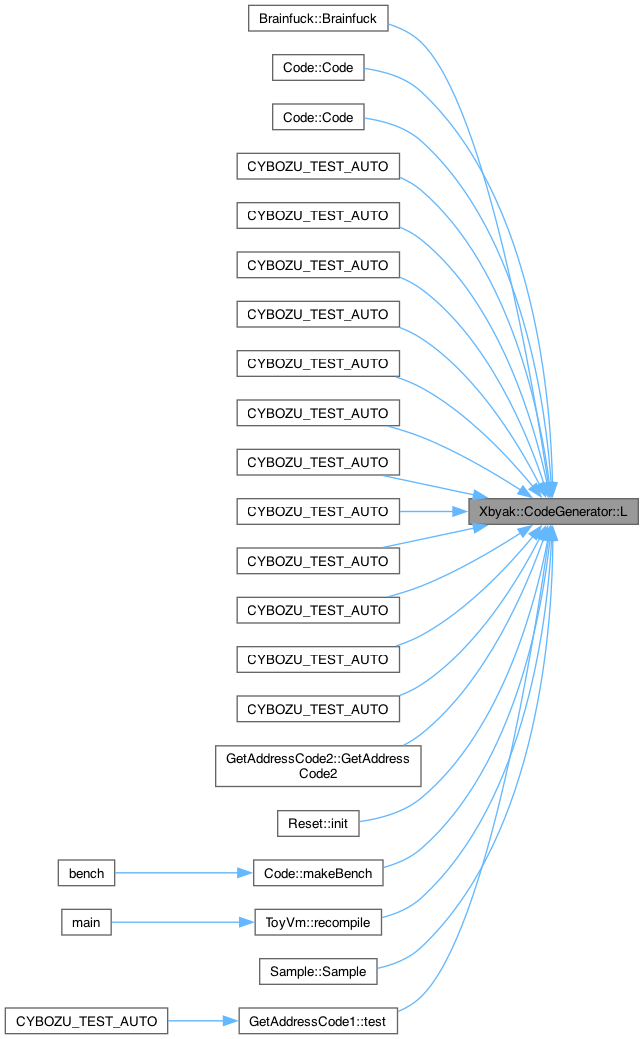 Brainfuck::Brainfuck
Code::Code
Code::Code
CYBOZU_TEST_AUTO
CYBOZU_TEST_AUTO
CYBOZU_TEST_AUTO
CYBOZU_TEST_AUTO
CYBOZU_TEST_AUTO
CYBOZU_TEST_AUTO
CYBOZU_TEST_AUTO
CYBOZU_TEST_AUTO
Xbyak::CodeGenerator::L
CYBOZU_TEST_AUTO
CYBOZU_TEST_AUTO
CYBOZU_TEST_AUTO
CYBOZU_TEST_AUTO
GetAddressCode2::GetAddress
Code2
Reset::init
bench
Code::makeBench
main
ToyVm::recompile
Sample::Sample
CYBOZU_TEST_AUTO
GetAddressCode1::test